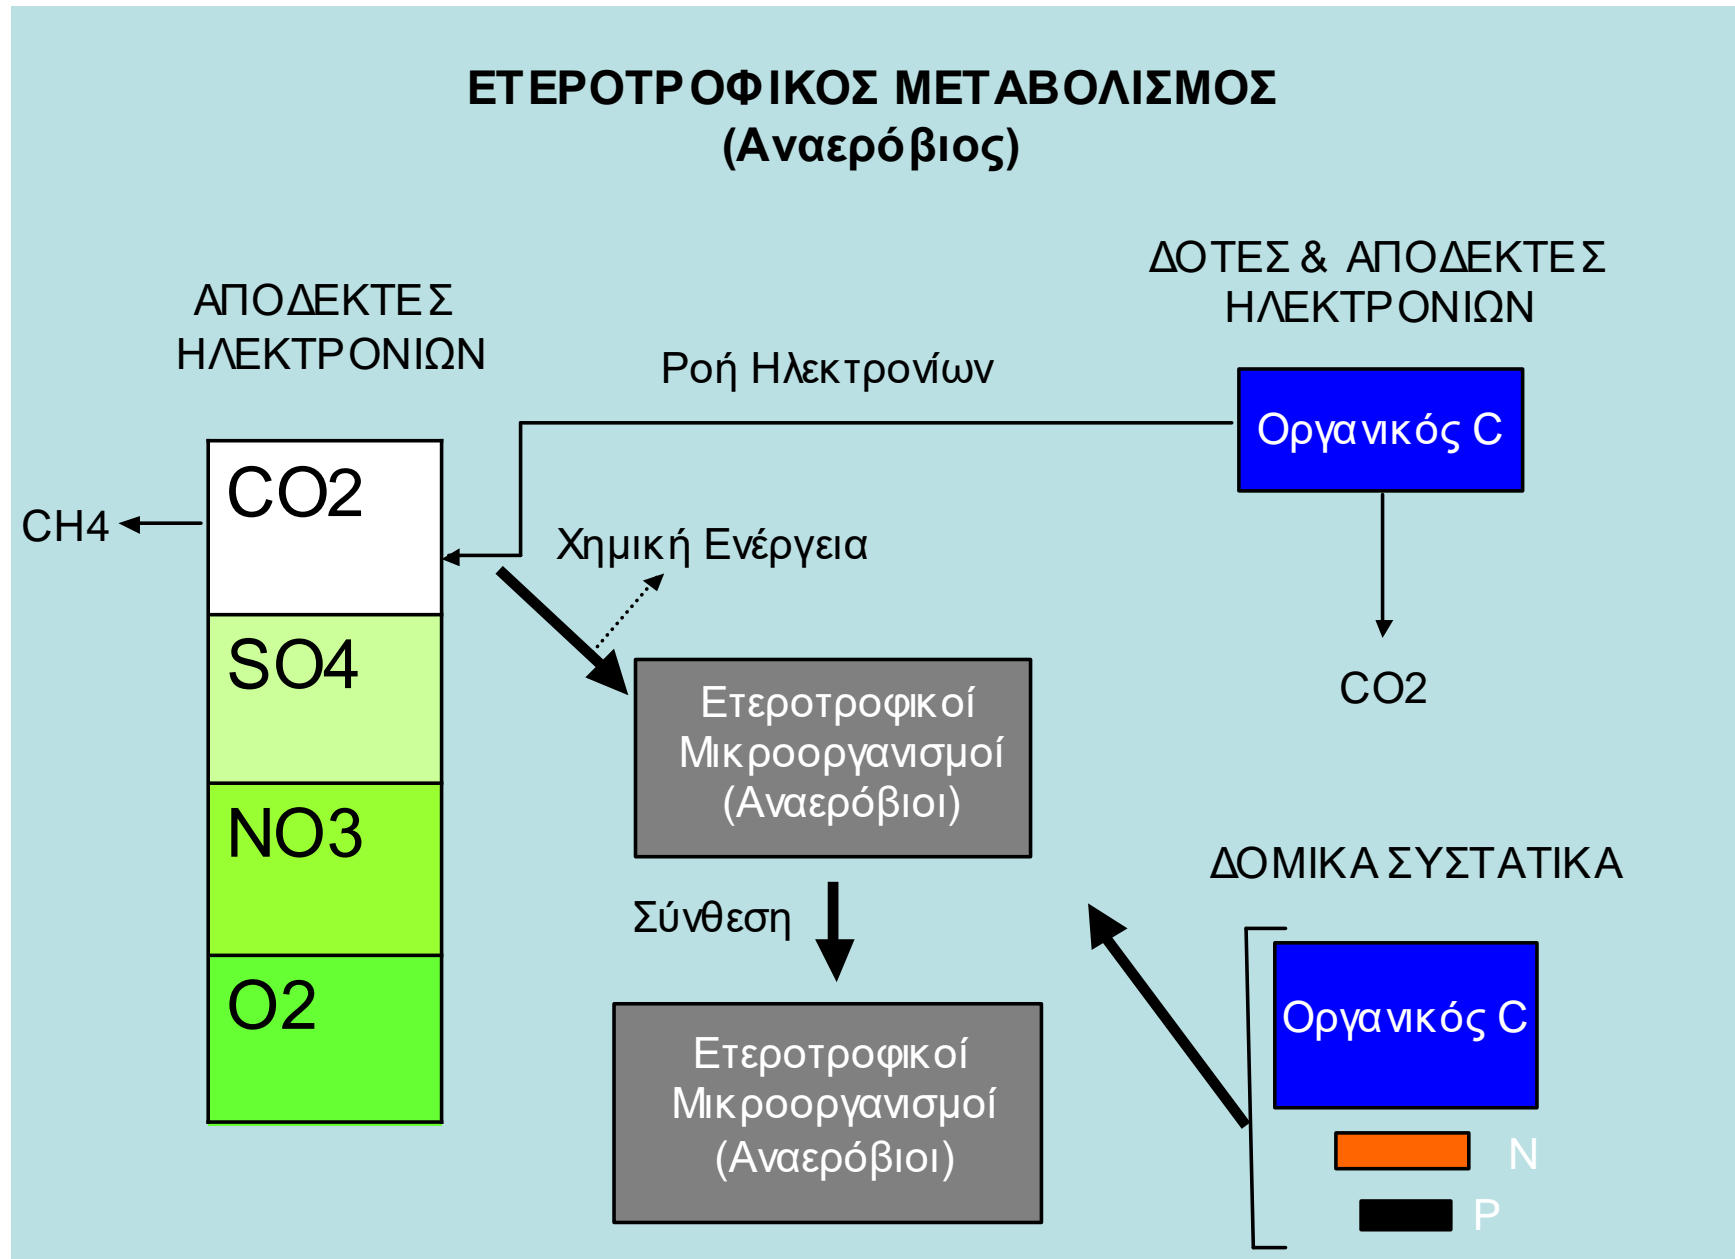 ΕΤΕΡΟΤΡΟΦΙΚΟΣ ΜΕΤΑΒΟΛΙΣΜΟΣ
(Αναερόβιος)
ΔΟΤΕΣ & ΑΠΟΔΕΚΤΕΣ
ΗΛΕΚΤΡΟΝΙΩΝ
ΑΠΟΔΕΚΤΕΣ
ΗΛΕΚΤΡΟΝΙΩΝ
Ροή Ηλεκτρονίων
Οργανικός C
CO2
CH4
Χημική Ενέργεια
SO4
CO2
Ετεροτροφικοί
Μικροοργανισμοί
(Αναερόβιοι)
NO3
ΔΟΜΙΚΑ ΣΥΣΤΑΤΙΚΑ
Σύνθεση
O2
Οργανικός C
Ετεροτροφικοί
Μικροοργανισμοί
(Αναερόβιοι)
N
P